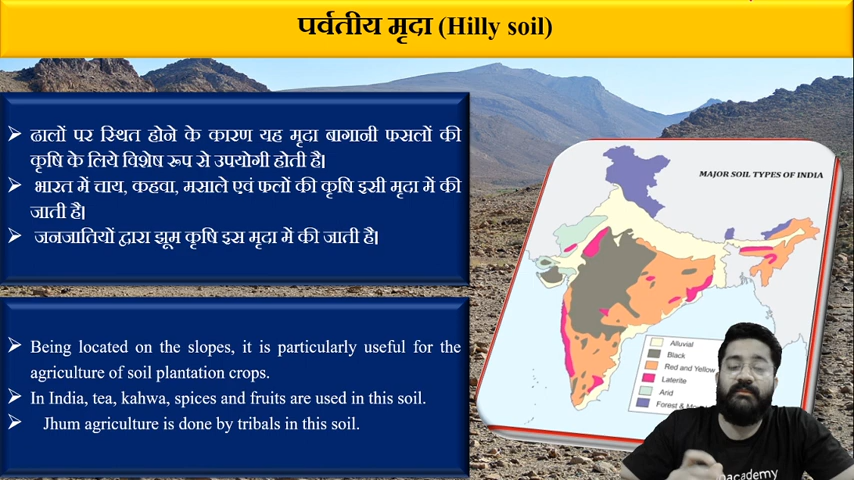 पर्वतीय मृदा (Hilly soil)
➢ ढालों पर स्थित होने के कारण यह मृदा बागानी फसलों की
कृषि के लिये विशेष रूप से उपयोगी होती है।
➢ भारत में चाय, कहवा, मसाले एवं फलों की कृषि इसी मृदा में की
जाती है।
➢ जनजातियों द्वारा झूम कृषि इस मृदा में की जाती है।
➢ Being located on the slopes, it is particularly useful for the
agriculture of soil plantation crops.
➢ In India, tea, kahwa, spices and fruits are used in this soil.
➢ Jhum agriculture is done by tribals in this soil.
MAJOR SOIL TYPES OF INDIA
Alluvial
Black
Red and Yellow
Laterite
Arid
Forest &
nacademy